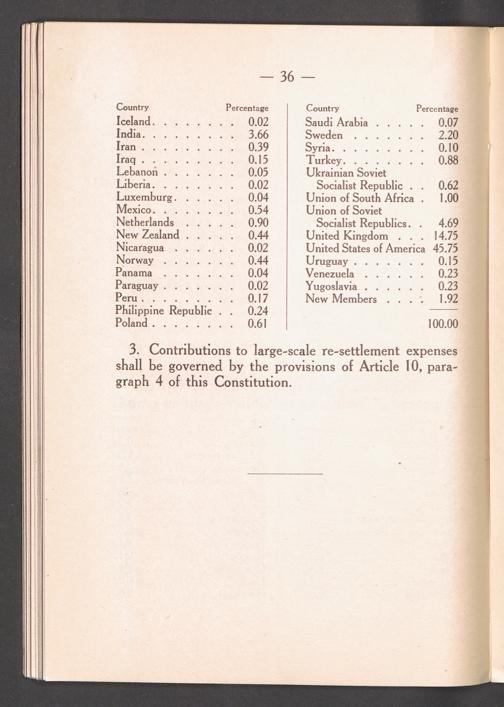 — 36 —
Country Percentage
Iceland. . . . . . . . 0.02
India. . . . . . . . . 3.66
Iran . . . . . . . . . 0.39
Iraq . . . . . . . . . 0.15
Lebanon . . . . . . . 0.05
Liberia. . . . . . . . 0.02
Luxemburg. . . . . . 0.04
Mexico. . . . . . . . 0.54
Netherlands . . . . . 0.90
New Zealand . . . . . 0.44
Nicaragua . . . . . . 0.02
Norway . . . . . . . 0.44
Panama . . . . . . . 0.04
Paraguay . . . . . . . 0.02
Peru . . . . . . . . . 0.17
Philippine Republic . . 0.24
Poland . . . . . . . . 0.61
Country Percentage
Saudi Arabia . . . . . 0.07
Sweden . . . . . . . 2.20
Syria. . . . . . . . . 0.10
Turkey. . . . . . . . 0.88
Ukrainian Soviet
Socialist Republic . . 0.62
Union of South Africa . 1.00
Union of Soviet
Socialist Republics. . 4.69
United Kingdom . . . 14.75
United States of America 45.75
Uruguay . . . . . . . 0.15
Venezuela . . . . . . 0.23
Yugoslavia . . . . . . 0.23
New Members . . . . 1.92
100.00
3. Contributions to large-scale re-settlement expenses
shall be governed by the provisions of Article 10, para-
graph 4 of this Constitution.